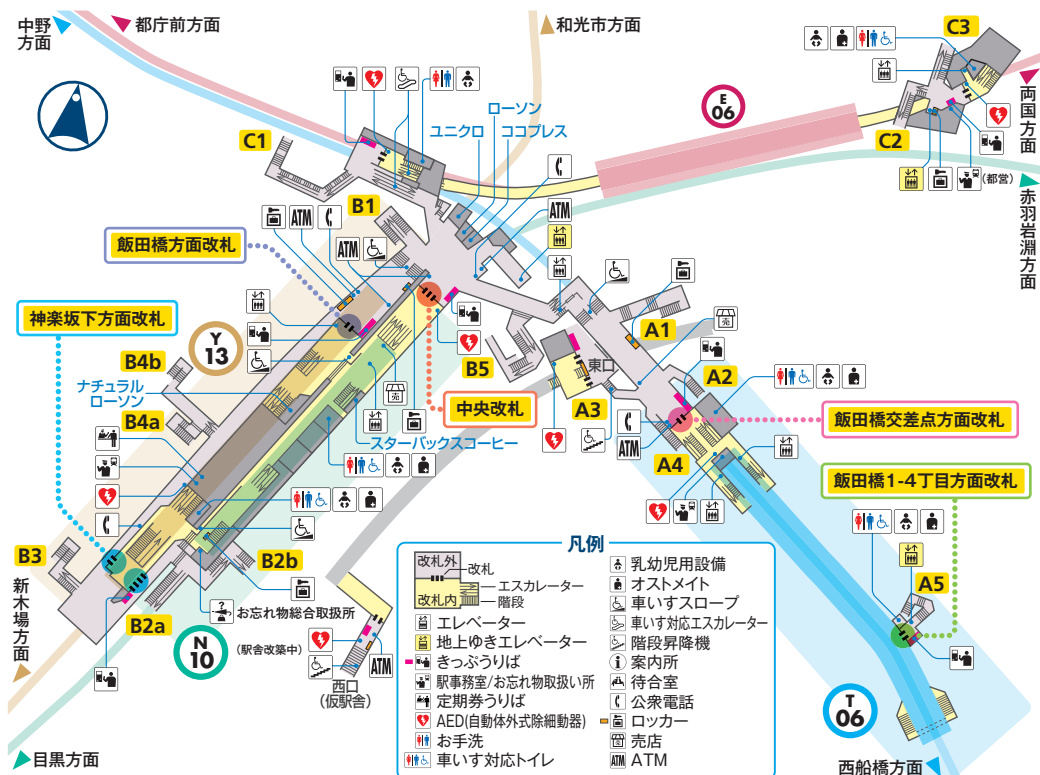 中野
方面
都庁前方面
和光市方面
C3
両国方面
E
06
C2
(都営)
赤羽岩淵方面
C1
ローソン
ユニクロ
ココプレス
ATM
B1
ATM
ATM
飯田橋方面改札
神楽坂下方面改札
Y
13
B4b
ナチュラル
ローソン
B4a
B5
売
中央改札
スターバックスコーヒー
A1
売
東口
A2
A3
ATM
A4
飯田橋交差点方面改札
飯田橋1-4丁目方面改札
A5
B3
新木場方面
B2b
B2a
?
お忘れ物総合取扱所
N
10
(駅舎改築中)
西口
(仮駅舎)
ATM
目黒方面
T
06
西船橋方面
凡例
改札外
改札
エスカレーター
改札内
階段
エレベーター
地上ゆきエレベーター
きっぷうりば
駅事務室/お忘れ物取扱い所
定期券うりば
AED(自動体外式除細動器)
お手洗
車いす対応トイレ
乳幼児用設備
オストメイト
車いすスロープ
車いす対応エスカレーター
階段昇降機
案内所
待合室
公衆電話
ロッカー
売 売店
ATM ATM